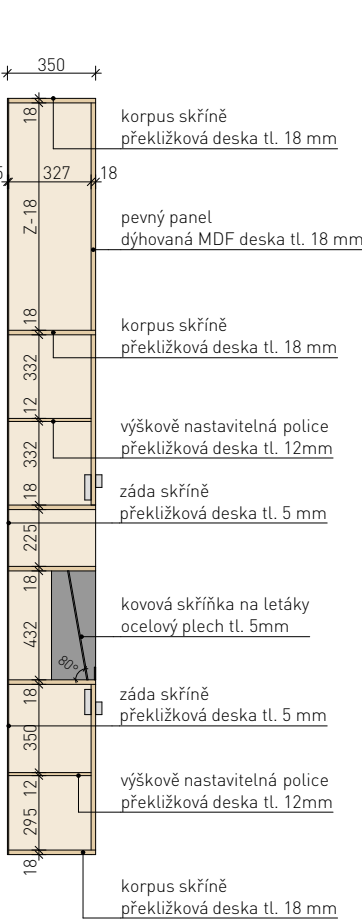 350
18
korpus skříně
překližková deska tl. 18 mm
5
327
18
Z-18
pevný panel
dýhovaná MDF deska tl. 18 mm
18
korpus skříně
překližková deska tl. 18 mm
332
12
výškově nastavitelná police
překližková deska tl. 12mm
332
18
záda skříně
překližková deska tl. 5 mm
225
18
kovová skříňka na letáky
ocelový plech tl. 5mm
432
80°
18
záda skříně
překližková deska tl. 5 mm
350
12
výškově nastavitelná police
překližková deska tl. 12mm
295
18
korpus skříně
překližková deska tl. 18 mm